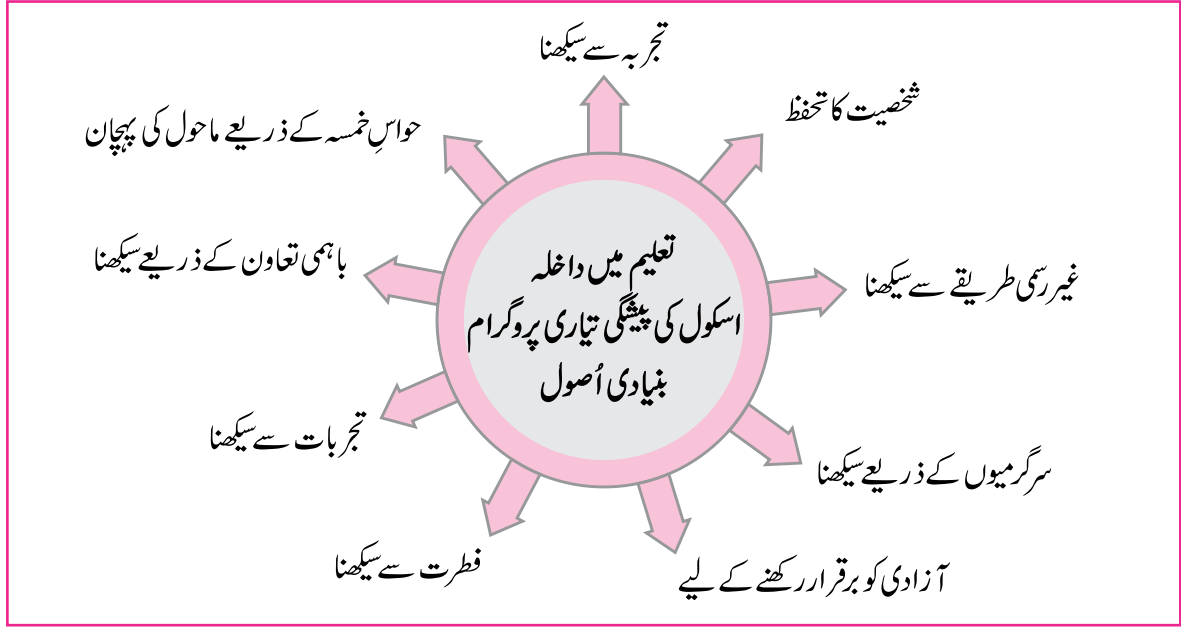 تجربہ سے سیکھنا
شخصیت کا تحفظ
حواسِ خمسہ کے ذریعے ماحول کی پہچان
غیر رسمی طریقے سے سیکھنا
باہمی تعاون کے ذریعے سیکھنا
تعلیم میں داخلہ
اسکول کی پیشگی تیاری پروگرام
بنیادی اُصول
سرگرمیوں کے ذریعے سیکھنا
تجربات سے سیکھنا
آزادی کو برقرار رکھنے کے لیے
فطرت سے سیکھنا